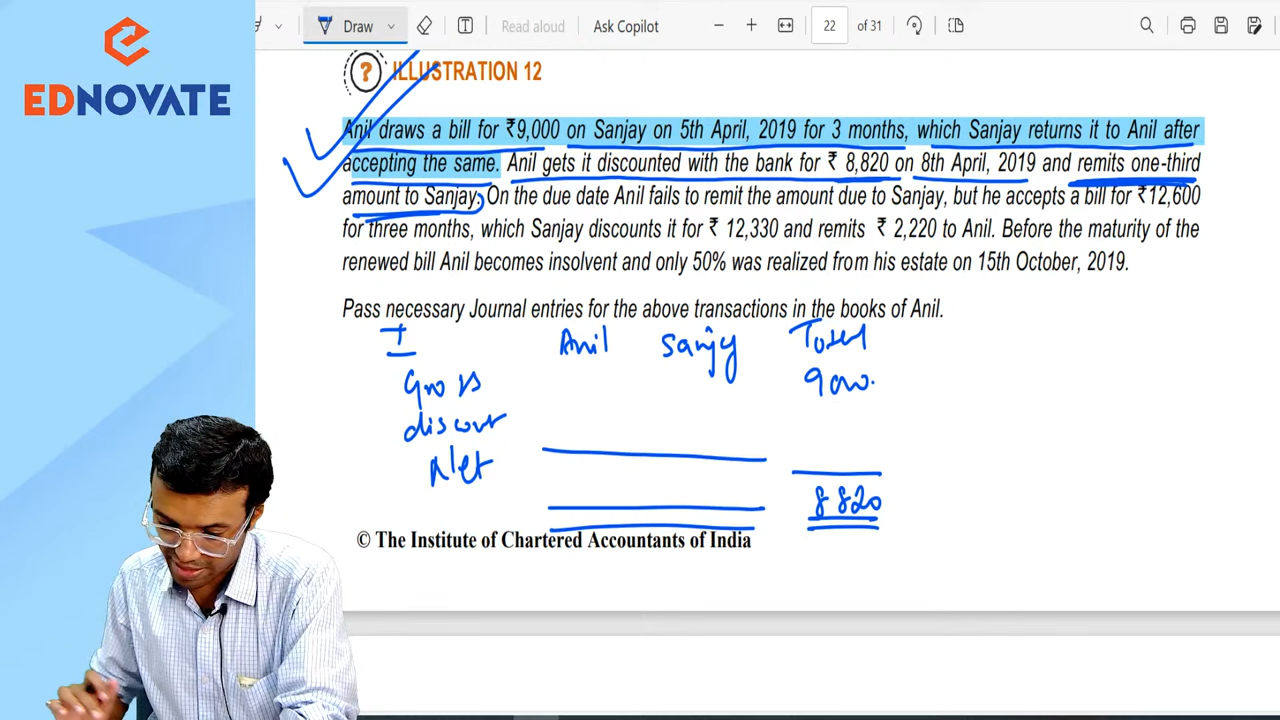 Draw
Read aloud
Ask Copilot
22 of 31
EDNOVATE
? ILLUSTRATION 12
Anil draws a bill for ₹9,000 on Sanjay on 5th April, 2019 for 3 months, which Sanjay returns it to Anil after
accepting the same. Anil gets it discounted with the bank for ₹ 8,820 on 8th April, 2019 and remits one-third
amount to Sanjay. On the due date Anil fails to remit the amount due to Sanjay, but he accepts a bill for ₹12,600
for three months, which Sanjay discounts it for ₹ 12,330 and remits ₹ 2,220 to Anil. Before the maturity of the
renewed bill Anil becomes insolvent and only 50% was realized from his estate on 15th October, 2019.
Pass necessary Journal entries for the above transactions in the books of Anil.
I Anil Sanjy Total
Gross 9000
discount
Net
8820
© The Institute of Chartered Accountants of India